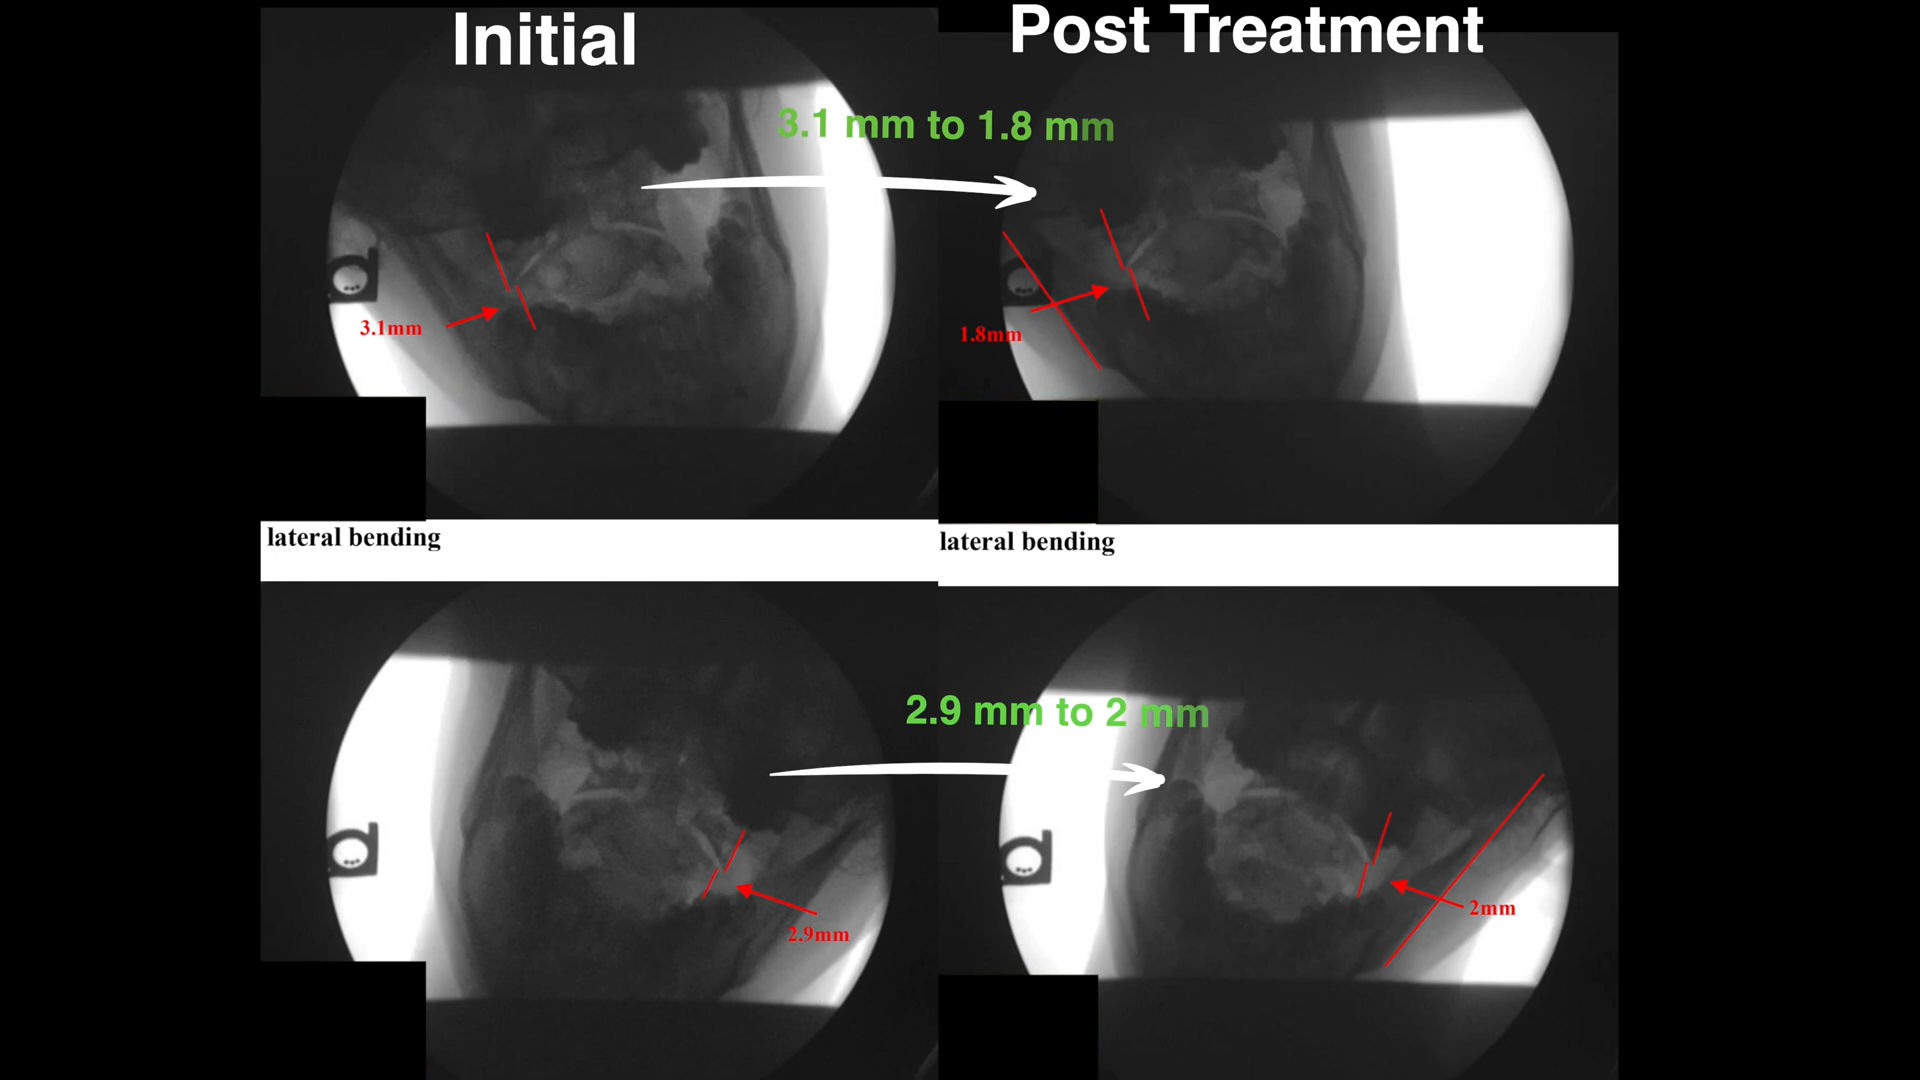 Initial
Post Treatment
3.1 mm to 1.8 mm
3.1mm
1.8mm
lateral bending
lateral bending
2.9 mm to 2 mm
2.9mm
2mm